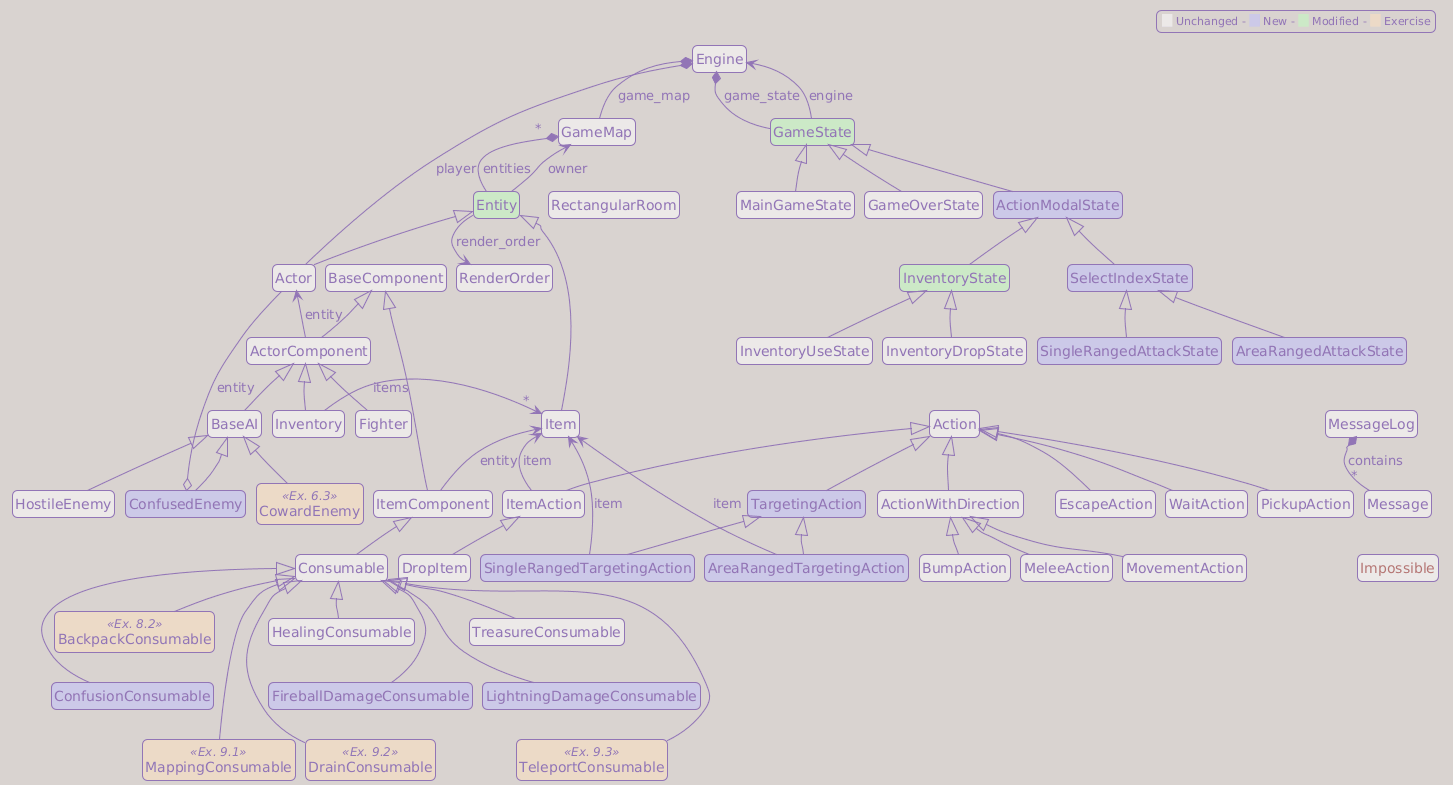 Unchanged - New - Modified - Exercise
Engine
game_map
game_state
engine
*
GameMap
GameState
player
entities
owner
Entity
RectangularRoom
MainGameState
GameOverState
ActionModalState
render_order
Actor
BaseComponent
RenderOrder
InventoryState
SelectIndexState
entity
ActorComponent
InventoryUseState
InventoryDropState
SingleRangedAttackState
AreaRangedAttackState
entity
items
*
BaseAI
Inventory
Fighter
Item
Action
MessageLog
entity
item
contains
*
HostileEnemy
ConfusedEnemy
«Ex. 6.3»
CowardEnemy
ItemComponent
ItemAction
item
item
TargetingAction
ActionWithDirection
EscapeAction
WaitAction
PickupAction
Message
Consumable
DropItem
SingleRangedTargetingAction
AreaRangedTargetingAction
BumpAction
MeleeAction
MovementAction
Impossible
«Ex. 8.2»
BackpackConsumable
HealingConsumable
TreasureConsumable
ConfusionConsumable
FireballDamageConsumable
LightningDamageConsumable
«Ex. 9.1»
MappingConsumable
«Ex. 9.2»
DrainConsumable
«Ex. 9.3»
TeleportConsumable